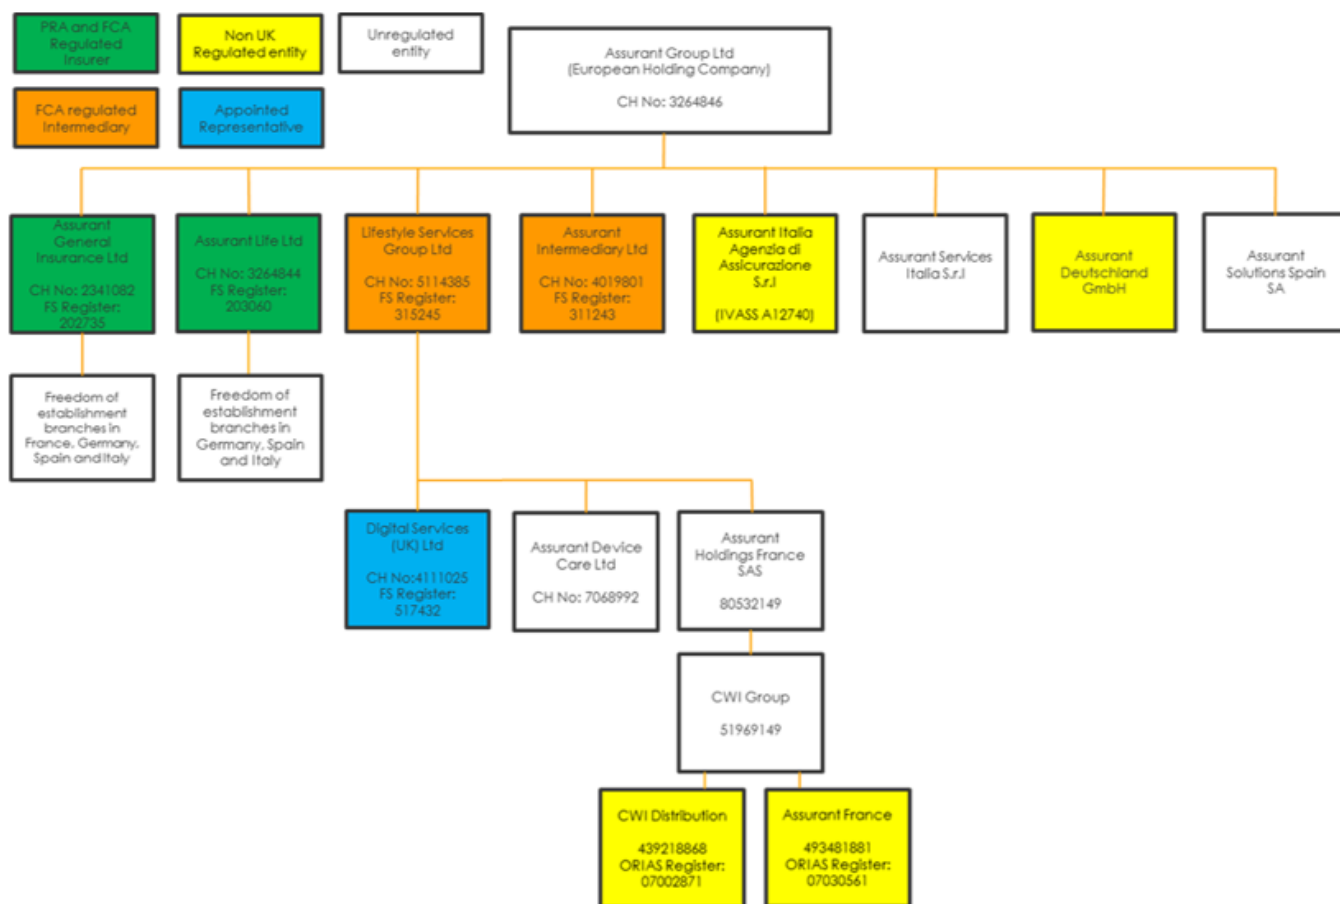 PRA and FCA
Regulated
Insurer
Non UK
Regulated entity
Unregulated
entity
FCA regulated
Intermediary
Appointed
Representative
Assurant Group Ltd
(European Holding Company)
CH No: 3264846
Assurant
General
Insurance Ltd
CH No: 2341082
FS Register:
202735
Assurant Life Ltd
CH No: 3264844
FS Register:
203060
Lifestyle Services
Group Ltd
CH No: 5114385
FS Register:
315245
Assurant
Intermediary Ltd
CH No: 4019801
FS Register:
311243
Assurant Italia
Agenzia di
Assicurazione
S.r.l
(IVASS A12740)
Assurant Services
Italia S.r.l
Assurant
Deutschland
GmbH
Assurant
Solutions Spain
SA
Freedom of
establishment
branches in
France, Germany,
Spain and Italy
Freedom of
establishment
branches in
Germany, Spain
and Italy
Digital Services
(UK) Ltd
CH No:4111025
FS Register:
517432
Assurant Device
Care Ltd
CH No: 7068992
Assurant
Holdings France
SAS
80532149
CWI Group
51969149
CWI Distribution
439218868
ORIAS Register:
07002871
Assurant France
493481881
ORIAS Register:
07030561